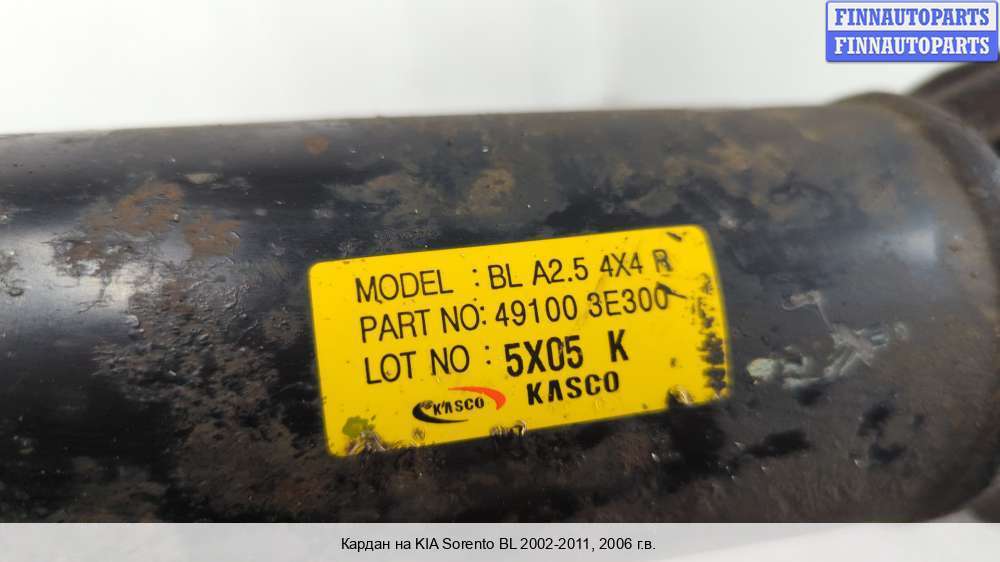 FINNAUTOPARTS
FINNAUTOPARTS
MODEL : BL A2.5 4X4 R
PART NO: 49100 3E300
LOT NO : 5X05 K
KASCO KASCO
Кардан на KIA Sorento BL 2002-2011, 2006 г.в.